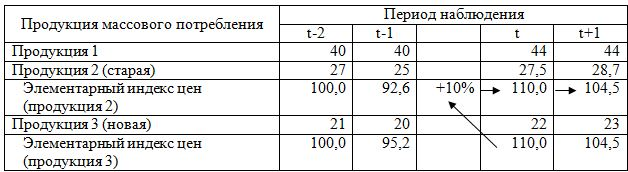 Продукция массового потребления
Период наблюдения
t-2 t-1 t t+1
Продукция 1 40 40 44 44
Продукция 2 (старая) 27 25 27,5 28,7
Элементарный индекс цен 100,0 92,6 +10% 110,0 104,5
(продукция 2)
Продукция 3 (новая) 21 20 22 23
Элементарный индекс цен 100,0 95,2 110,0 104,5
(продукция 3)